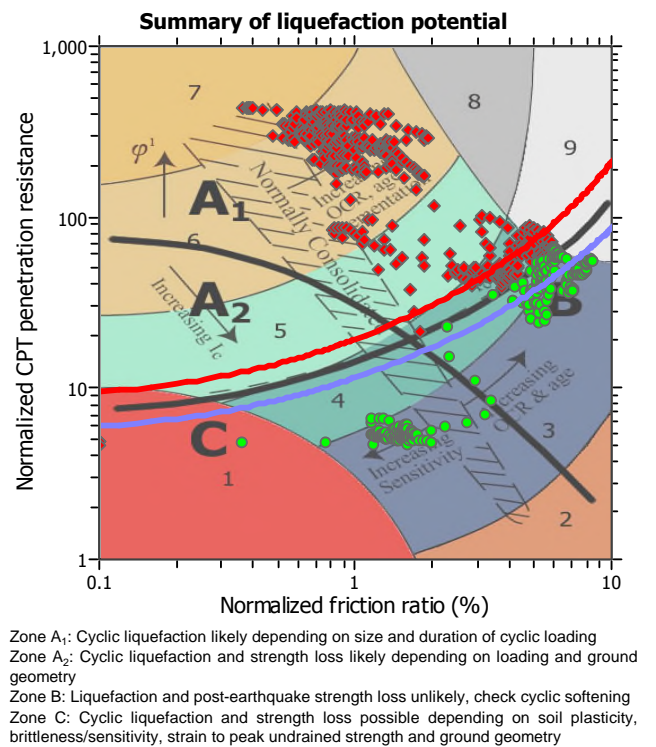 Summary of liquefaction potential
1,000
100
10
1
0.1
1
10
Normalized CPT penetration resistance
Normalized friction ratio (%)
7
8
9
φ¹
A₁
Normally Consolidated
Increasing
OCR, age
cementation
6
A₂
Increasing Ic
5
B
4
C
Increasing
OCR & age
3
Increasing
Sensitivity
1
2
Zone A₁: Cyclic liquefaction likely depending on size and duration of cyclic loading
Zone A₂: Cyclic liquefaction and strength loss likely depending on loading and ground
geometry
Zone B: Liquefaction and post-earthquake strength loss unlikely, check cyclic softening
Zone C: Cyclic liquefaction and strength loss possible depending on soil plasticity,
brittleness/sensitivity, strain to peak undrained strength and ground geometry